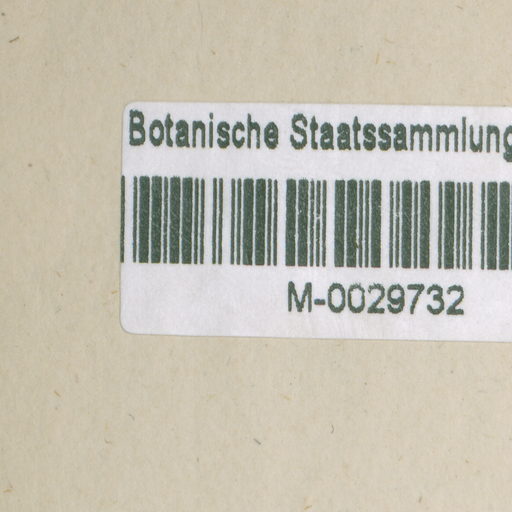 Botanische Staatssammlung
M-0029732